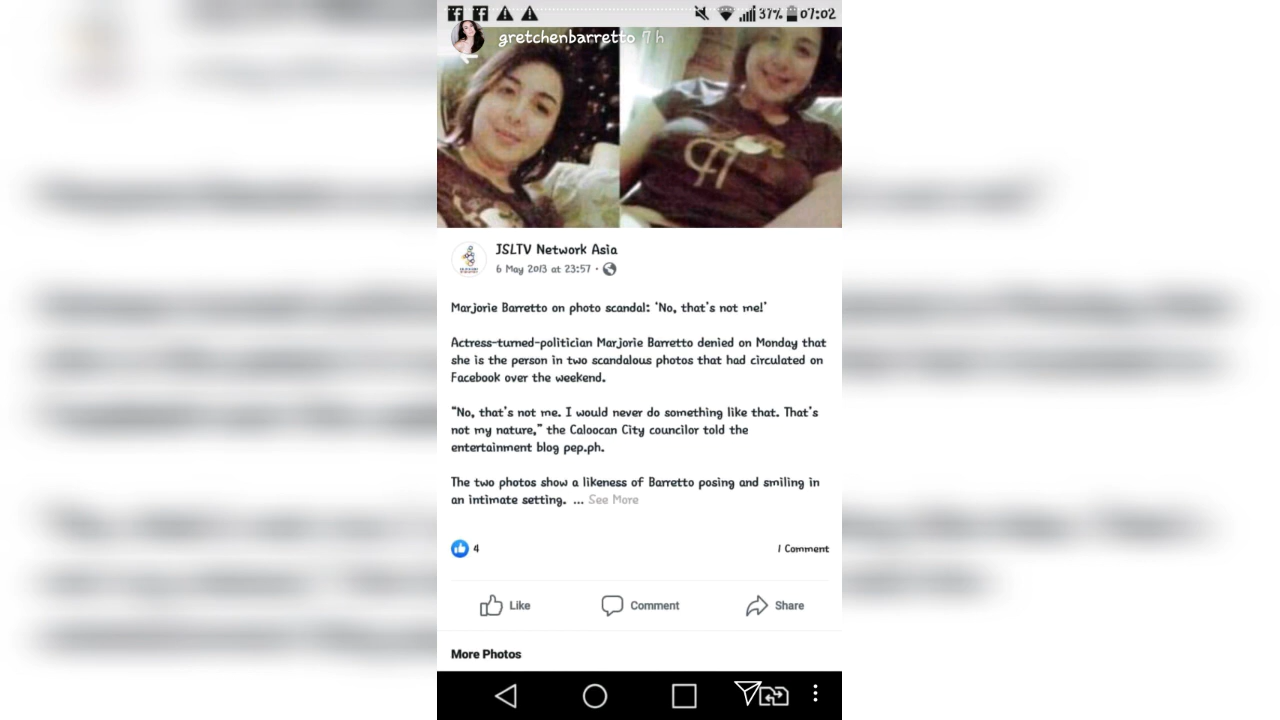 37% 07:02
gretchenbarretto 7 h
JSLTV Network Asia
6 May 2013 at 23:57 ·
Marjorie Barretto on photo scandal: 'No, that's not me!'
Actress-turned-politician Marjorie Barretto denied on Monday that
she is the person in two scandalous photos that had circulated on
Facebook over the weekend.
"No, that's not me. I would never do something like that. That's
not my nature," the Caloocan City councilor told the
entertainment blog pep.ph.
The two photos show a likeness of Barretto posing and smiling in
an intimate setting. ... See More
4
1 Comment
Like
Comment
Share
More Photos